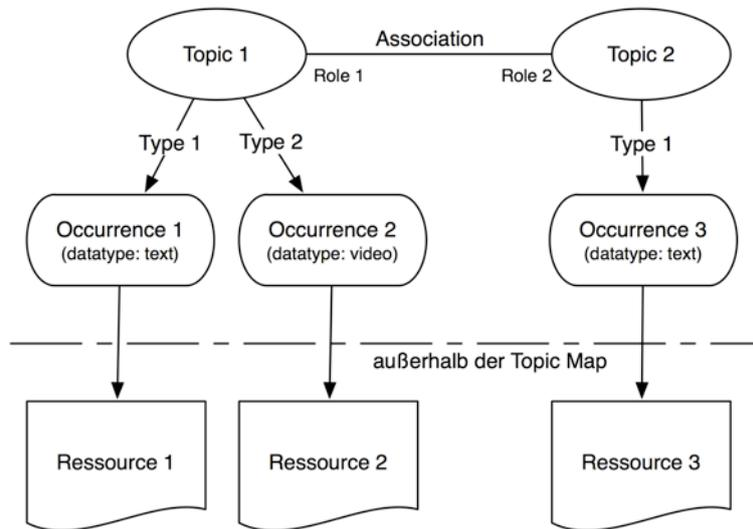 Topic 1
Association
Topic 2
Role 1
Role 2
Type 1
Type 2
Type 1
Occurrence 1
(datatype: text)
Occurrence 2
(datatype: video)
Occurrence 3
(datatype: text)
außerhalb der Topic Map
Ressource 1
Ressource 2
Ressource 3